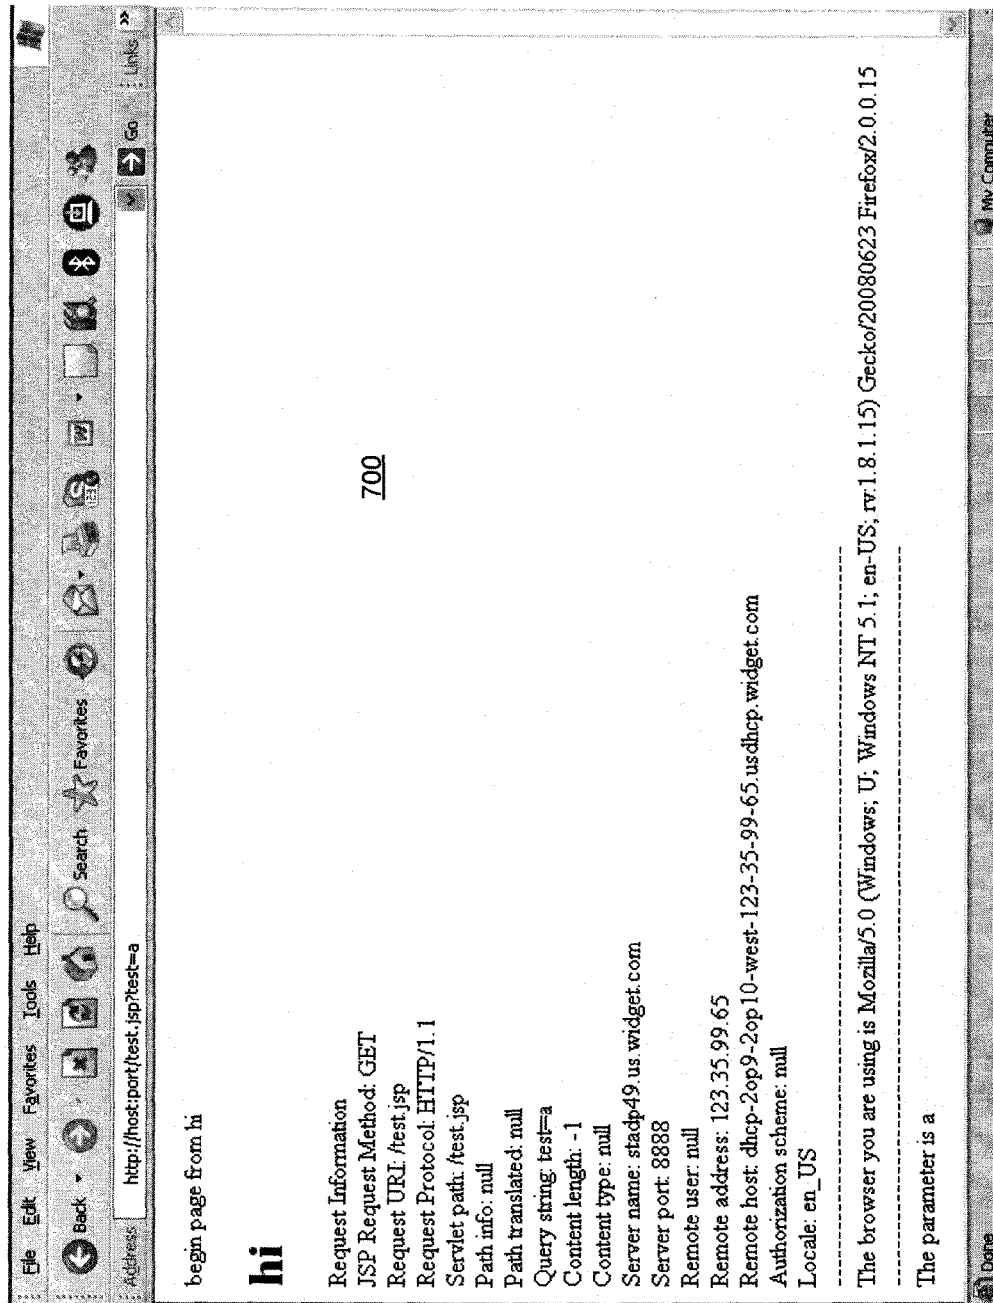 File Edit View Favorites Tools Help
Back Search Favorites
Address http://host:port/test.jsp?test=a Go Links »
begin page from hi
hi
Request Information
JSP Request Method: GET
Request URI: /test.jsp
Request Protocol: HTTP/1.1
Servlet path: /test.jsp
Path info: null
Path translated: null
Query string: test=a
Content length: -1
Content type: null
Server name: stadp49.us.widget.com
Server port: 8888
Remote user: null
Remote address: 123.35.99.65
Remote host: dhcp-2op9-2op10-west-123-35-99-65.usdhcp.widget.com
Authorization scheme: null
Locale: en_US
700
The browser you are using is Mozilla/5.0 (Windows; U; Windows NT 5.1; en-US; rv:1.8.1.15) Gecko/20080623 Firefox/2.0.0.15
The parameter is a
Done My Computer